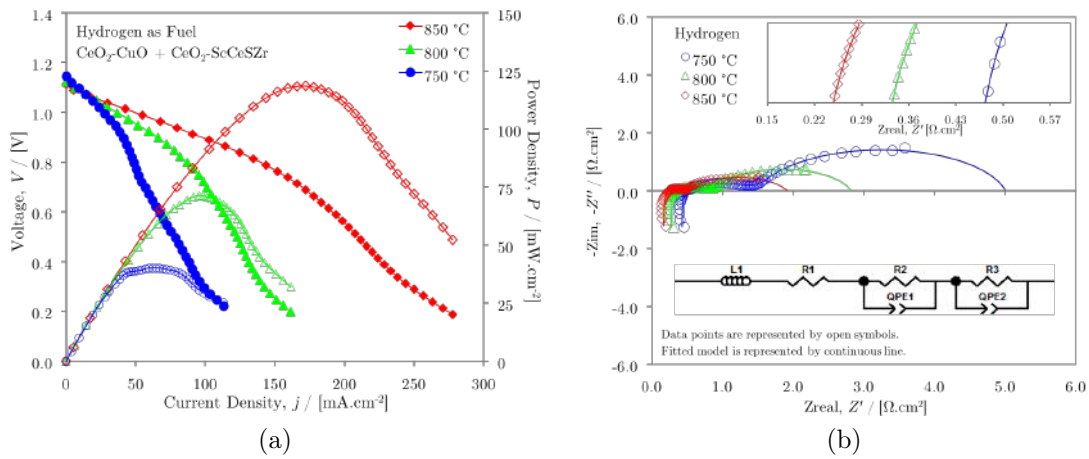 1.4
1.2
1.0
0.8
0.6
0.4
0.2
0.0
Voltage, V / [V]
Hydrogen as Fuel
CeO2-CuO + CeO2-ScCeSZr
850 °C
800 °C
750 °C
150
125
100
75
50
25
0
Power Density, P / [mW.cm-2]
0 50 100 150 200 250 300
Current Density, j / [mA.cm-2]
(a)
6.0
4.0
2.0
0.0
-2.0
-4.0
-6.0
-Zim, -Z'' / [Ω.cm2]
Hydrogen
750 °C
800 °C
850 °C
0.15 0.22 0.29 0.36 0.43 0.50 0.57
Zreal, Z' [Ω.cm2]
L1 R1 R2 R3
QPE1 QPE2
Data points are represented by open symbols.
Fitted model is represented by continuous line.
0.0 1.0 2.0 3.0 4.0 5.0 6.0
Zreal, Z' / [Ω.cm2]
(b)